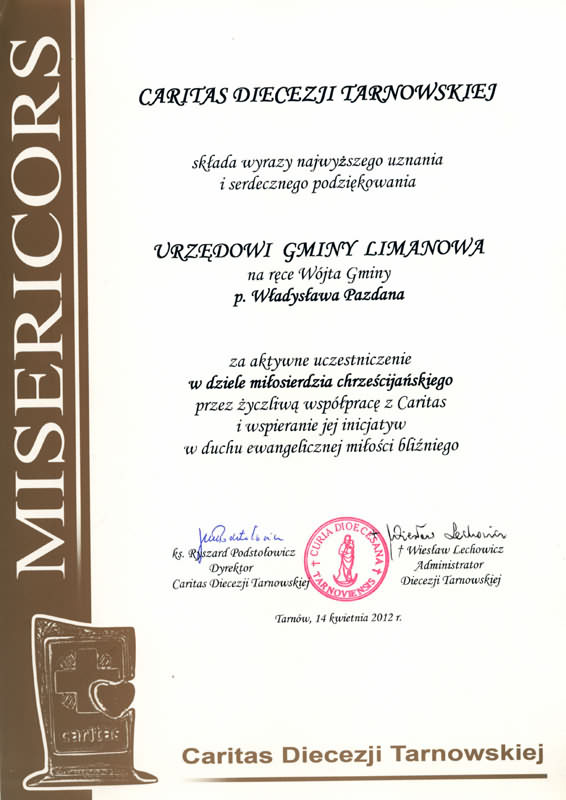 MISERICORS
CARITAS DIECEZJI TARNOWSKIEJ
składa wyrazy najwyższego uznania
i serdecznego podziękowania
URZĘDOWI GMINY LIMANOWA
na ręce Wójta Gminy
p. Władysława Pazdana
za aktywne uczestniczenie
w dziele miłosierdzia chrześcijańskiego
przez życzliwą współpracę z Caritas
i wspieranie jej inicjatyw
w duchu ewangelicznej miłości bliźniego
ks. Ryszard Podstołowicz
Dyrektor
Caritas Diecezji Tarnowskiej
CURIA DIOECESANA
TARNOVIENSIS
Wiesław Lechowicz
† Wiesław Lechowicz
Administrator
Diecezji Tarnowskiej
Tarnów, 14 kwietnia 2012 r.
caritas
Caritas Diecezji Tarnowskiej